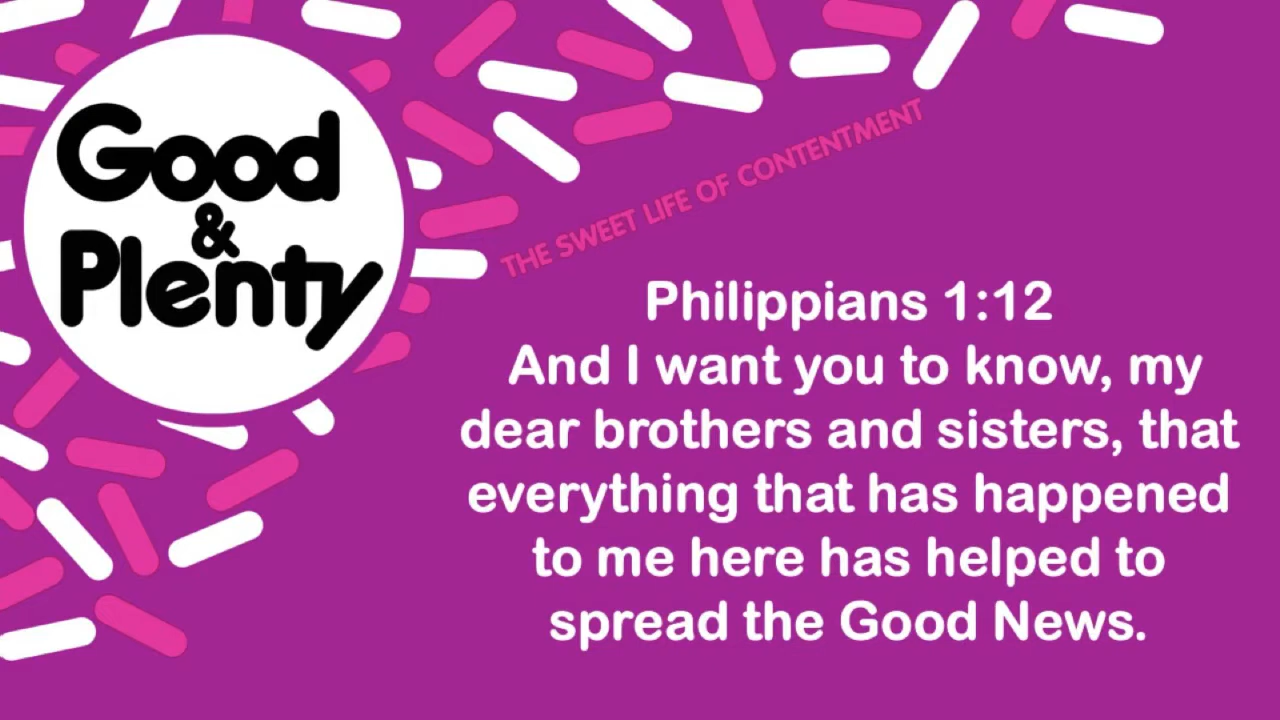 Good
&
Plenty
THE SWEET LIFE OF CONTENTMENT
Philippians 1:12
And I want you to know, my
dear brothers and sisters, that
everything that has happened
to me here has helped to
spread the Good News.